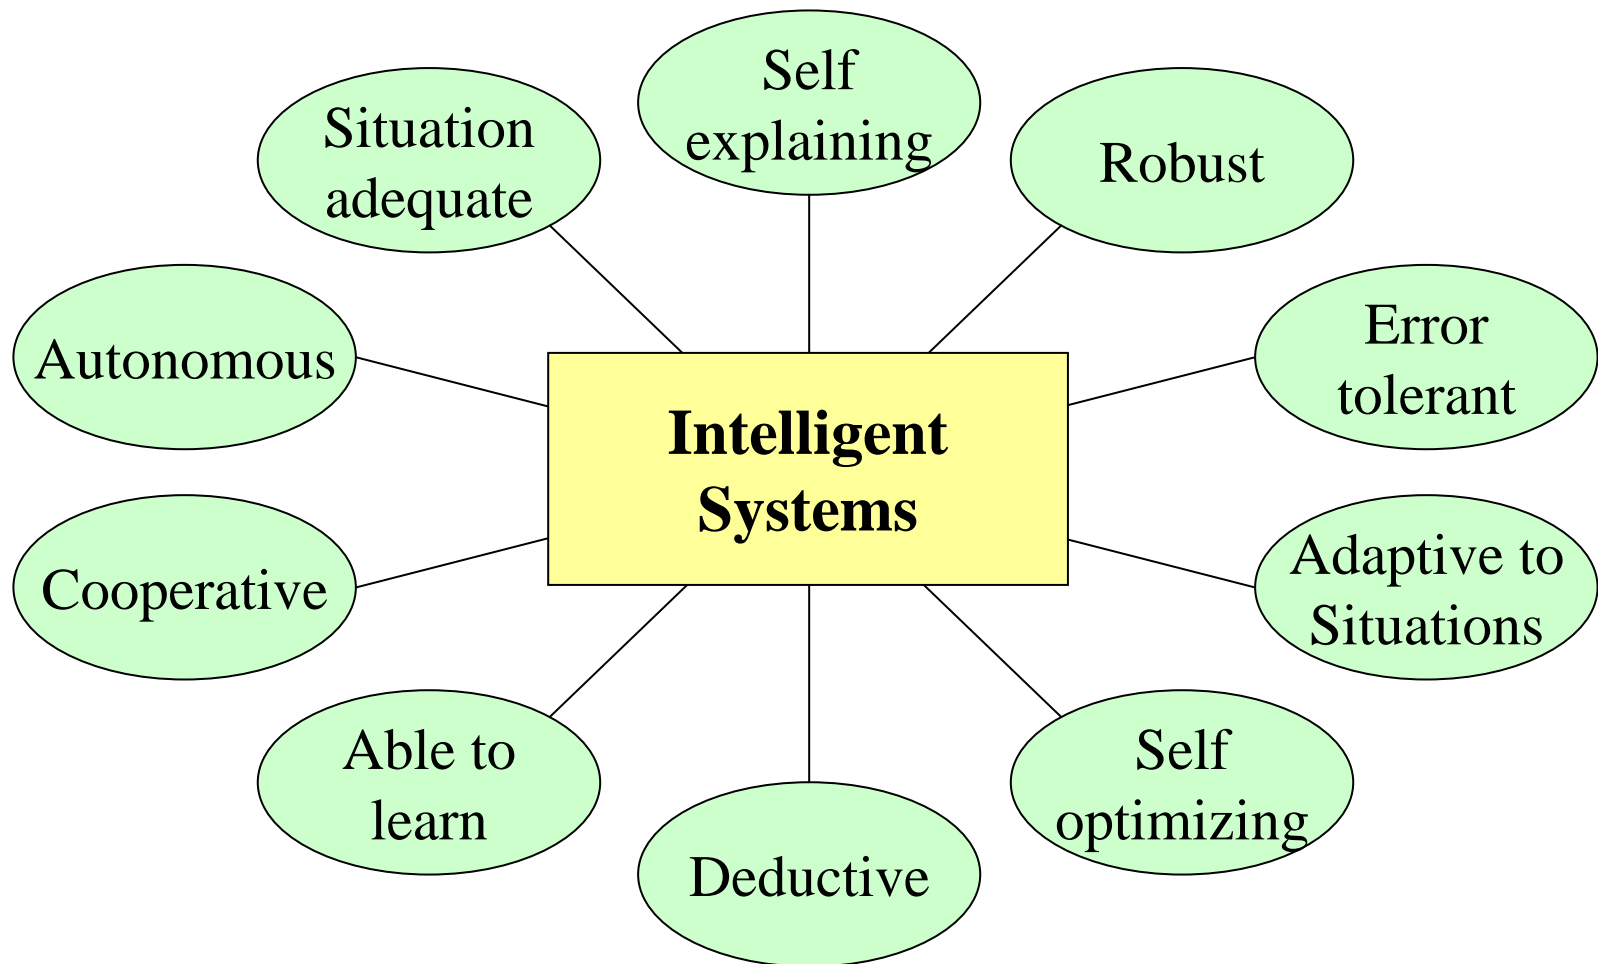 Self
explaining
Situation
adequate
Robust
Autonomous
Error
tolerant
Intelligent
Systems
Cooperative
Adaptive to
Situations
Able to
learn
Self
optimizing
Deductive